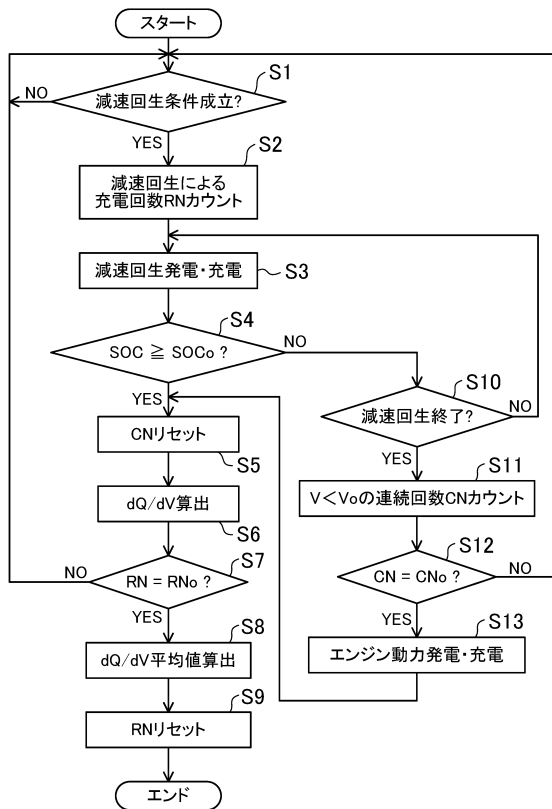 スタート
S1
減速回生条件成立?
NO
YES
S2
減速回生による
充電回数RNカウント
減速回生発電・充電
S3
S4
SOC ≧ SOCo ?
NO
YES
CNリセット
S5
dQ/dV算出
S6
S7
RN = RNo ?
NO
YES
S8
dQ/dV平均値算出
S9
RNリセット
エンド
S10
減速回生終了?
NO
YES
S11
V<Voの連続回数CNカウント
S12
CN = CNo ?
NO
YES
S13
エンジン動力発電・充電